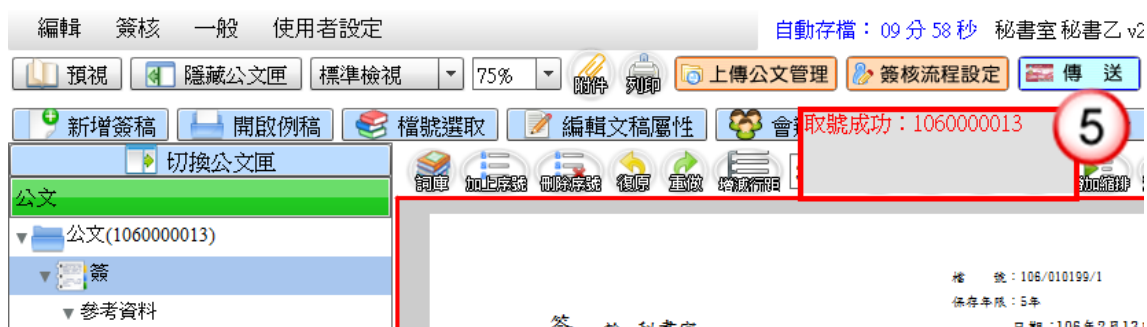 編輯 簽核 一般 使用者設定 自動存檔：09 分 58 秒 秘書室 秘書乙 v2
預視 隱藏公文匣 標準檢視 75% 附件 列印 上傳公文管理 簽核流程設定 傳 送
新增簽稿 開啟例稿 檔號選取 編輯文稿屬性 會 取號成功：1060000013 5
切換公文匣 詞庫 加上序號 刪除序號 復原 重做 增減行距 增加縮排
公文
公文(1060000013)
簽
檔 號：106/010199/1
參考資料
保存年限：5年